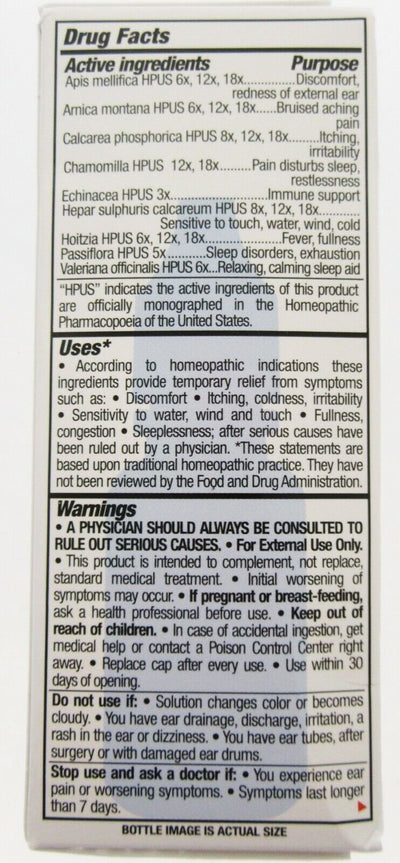 Drug Facts
Active ingredients Purpose
Apis mellifica HPUS 6x, 12x, 18x..............Discomfort,
redness of external ear
Arnica montana HPUS 6x, 12x, 18x.....Bruised aching
pain
Calcarea phosphorica HPUS 8x, 12x, 18x........Itching,
irritability
Chamomilla HPUS 12x, 18x.........Pain disturbs sleep,
restlessness
Echinacea HPUS 3x...........................Immune support
Hepar sulphuris calcareum HPUS 8x, 12x, 18x...........
Sensitive to touch, water, wind, cold
Hoitzia HPUS 6x, 12x, 18x.....................Fever, fullness
Passiflora HPUS 5x...........Sleep disorders, exhaustion
Valeriana officinalis HPUS 6x...Relaxing, calming sleep aid
"HPUS" indicates the active ingredients of this product
are officially monographed in the Homeopathic
Pharmacopoeia of the United States.
Uses*
• According to homeopathic indications these
ingredients provide temporary relief from symptoms
such as: • Discomfort • Itching, coldness, irritability
• Sensitivity to water, wind and touch • Fullness,
congestion • Sleeplessness; after serious causes have
been ruled out by a physician. *These statements are
based upon traditional homeopathic practice. They have
not been reviewed by the Food and Drug Administration.
Warnings
• A PHYSICIAN SHOULD ALWAYS BE CONSULTED TO
RULE OUT SERIOUS CAUSES. • For External Use Only.
• This product is intended to complement, not replace,
standard medical treatment. • Initial worsening of
symptoms may occur. • If pregnant or breast-feeding,
ask a health professional before use. • Keep out of
reach of children. • In case of accidental ingestion, get
medical help or contact a Poison Control Center right
away. • Replace cap after every use. • Use within 30
days of opening.
Do not use if: • Solution changes color or becomes
cloudy. • You have ear drainage, discharge, irritation, a
rash in the ear or dizziness. • You have ear tubes, after
surgery or with damaged ear drums.
Stop use and ask a doctor if: • You experience ear
pain or worsening symptoms. • Symptoms last longer
than 7 days.
BOTTLE IMAGE IS ACTUAL SIZE